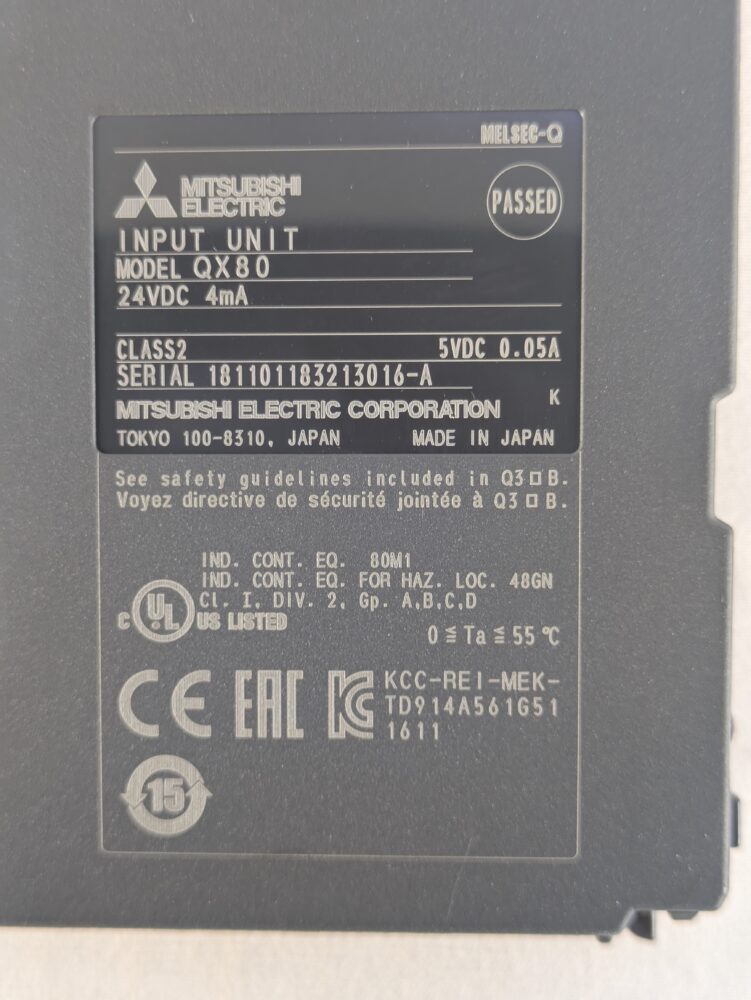 MELSEC-Q
MITSUBISHI
ELECTRIC
PASSED
INPUT UNIT
MODEL QX80
24VDC 4mA
CLASS2 5VDC 0.05A
SERIAL 181101183213016-A
K
MITSUBISHI ELECTRIC CORPORATION
TOKYO 100-8310, JAPAN MADE IN JAPAN
See safety guidelines included in Q3□B.
Voyez directive de sécurité jointée à Q3□B.
IND. CONT. EQ. 80M1
IND. CONT. EQ. FOR HAZ. LOC. 48GN
Cl. I, DIV. 2, Gp. A,B,C,D
C UL US LISTED
0≦Ta≦55℃
CE EAC KC KCC-REI-MEK-
TD914A561G51
1611
15